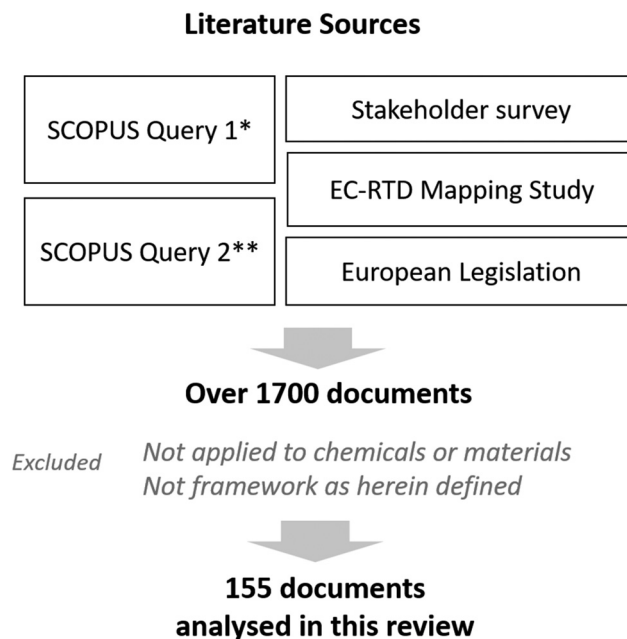 Literature Sources
SCOPUS Query 1*
SCOPUS Query 2**
Stakeholder survey
EC-RTD Mapping Study
European Legislation
Over 1700 documents
Excluded
Not applied to chemicals or materials
Not framework as herein defined
155 documents
analysed in this review